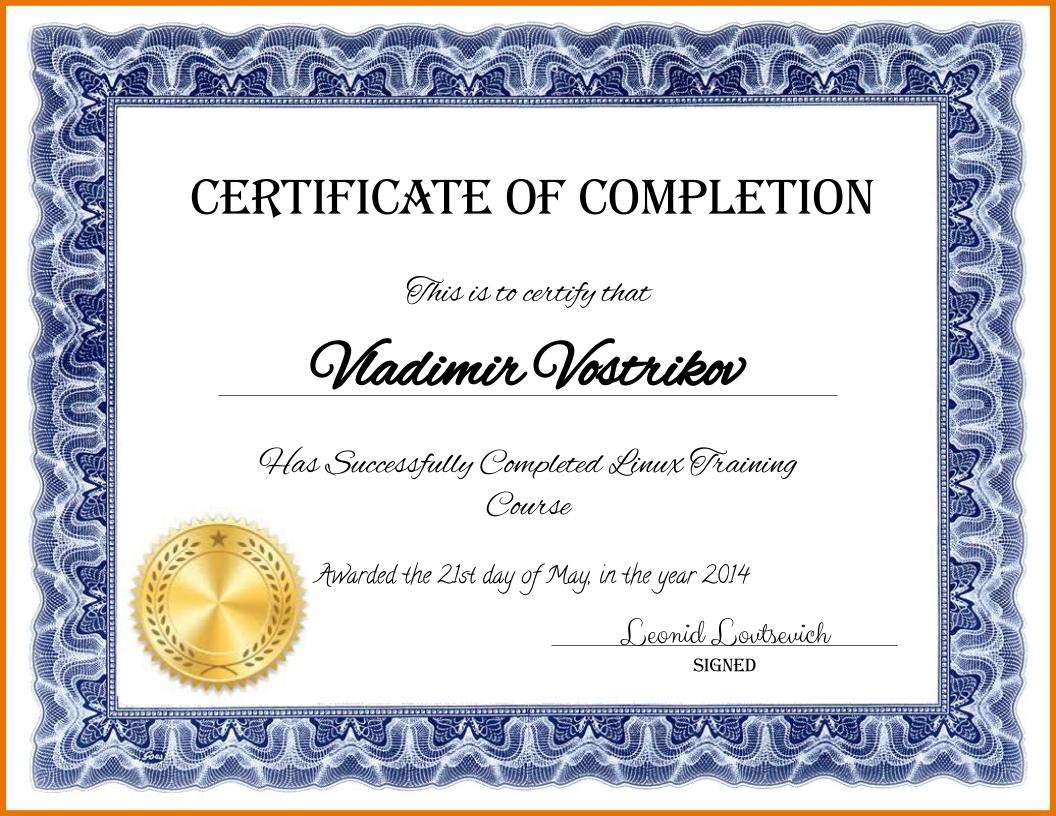 CERTIFICATE OF COMPLETION
This is to certify that
Vladimir Vostrikov
Has Successfully Completed Linux Training
Course
Awarded the 21st day of May, in the year 2014
Leonid Lovtsevich
SIGNED
Goes